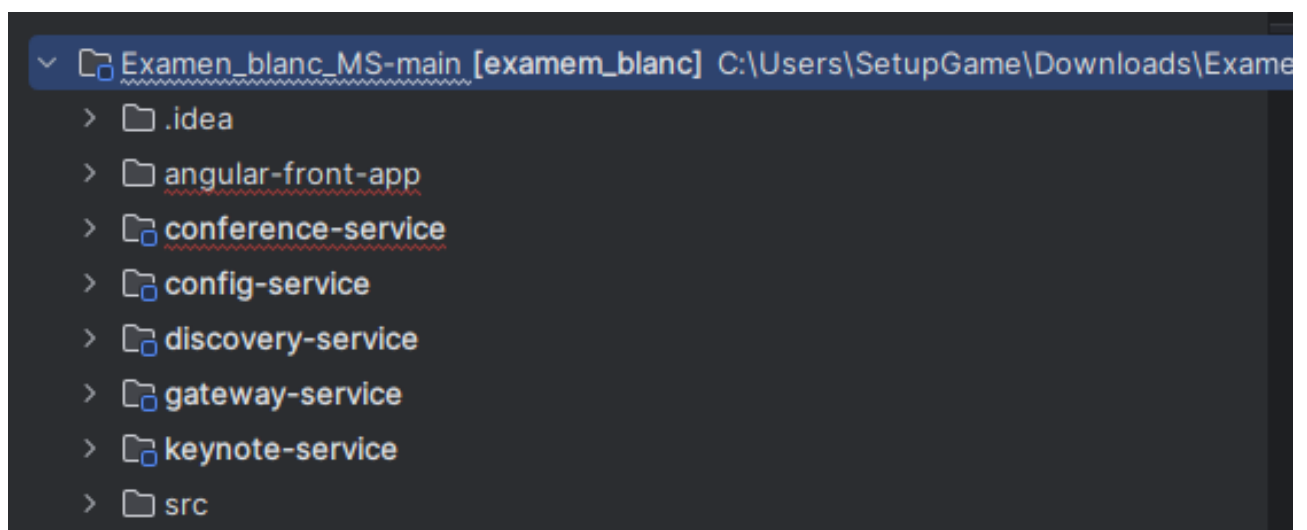 Examen_blanc_MS-main [examem_blanc] C:\Users\SetupGame\Downloads\Exame
.idea
angular-front-app
conference-service
config-service
discovery-service
gateway-service
keynote-service
src